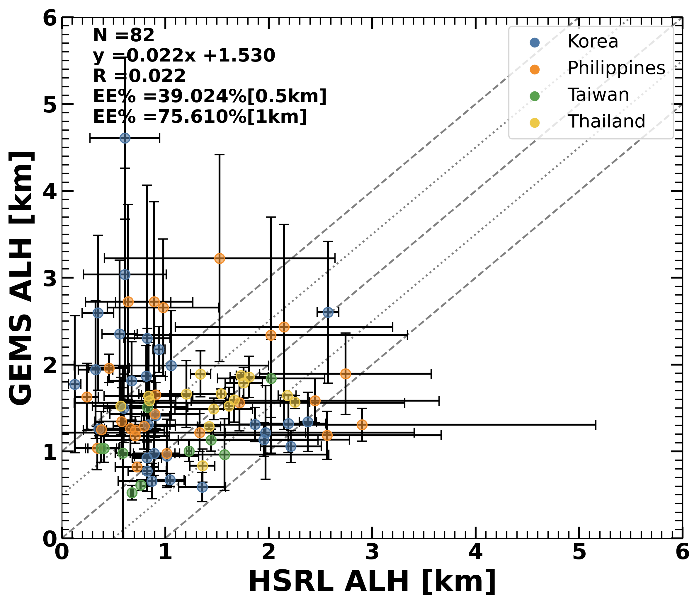 N =82
y =0.022x +1.530
R =0.022
EE% =39.024%[0.5km]
EE% =75.610%[1km]
Korea
Philippines
Taiwan
Thailand
6
5
4
3
2
1
0
GEMS ALH [km]
0 1 2 3 4 5 6
HSRL ALH [km]